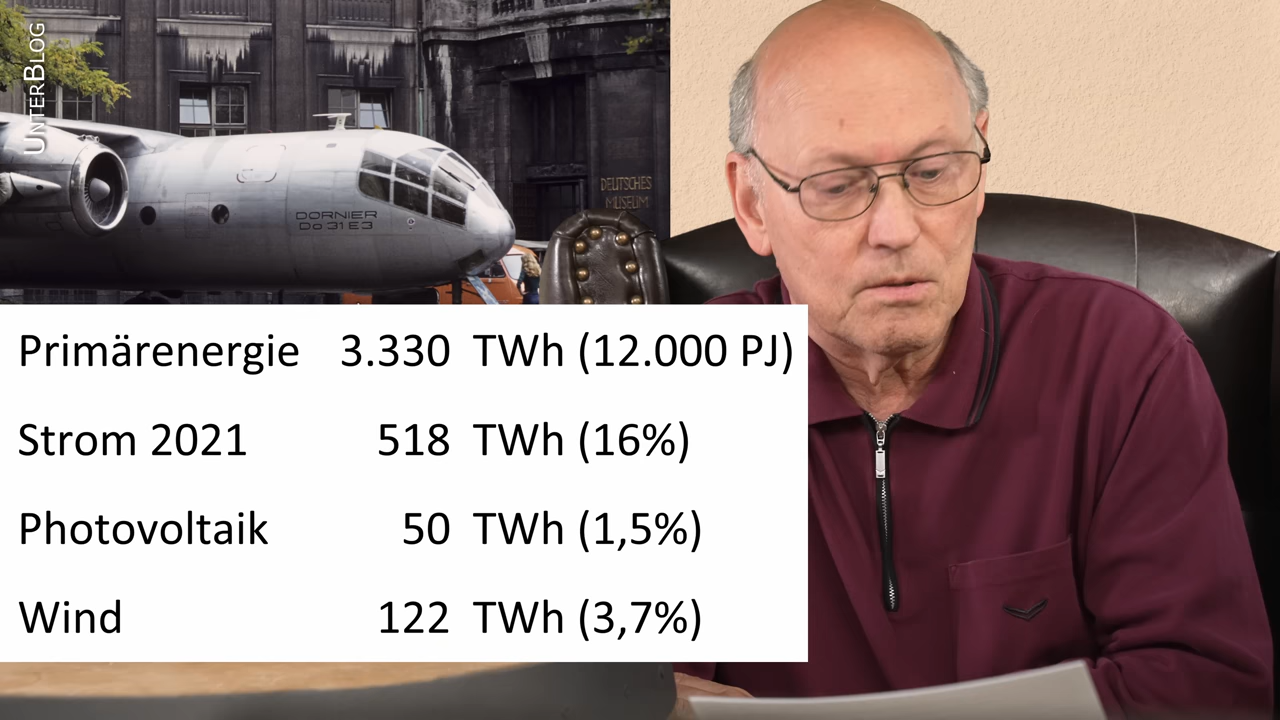 UNTERBLOG
DORNIER
Do 31 E3
DEUTSCHES
MUSEUM
Primärenergie 3.330 TWh (12.000 PJ)
Strom 2021 518 TWh (16%)
Photovoltaik 50 TWh (1,5%)
Wind 122 TWh (3,7%)